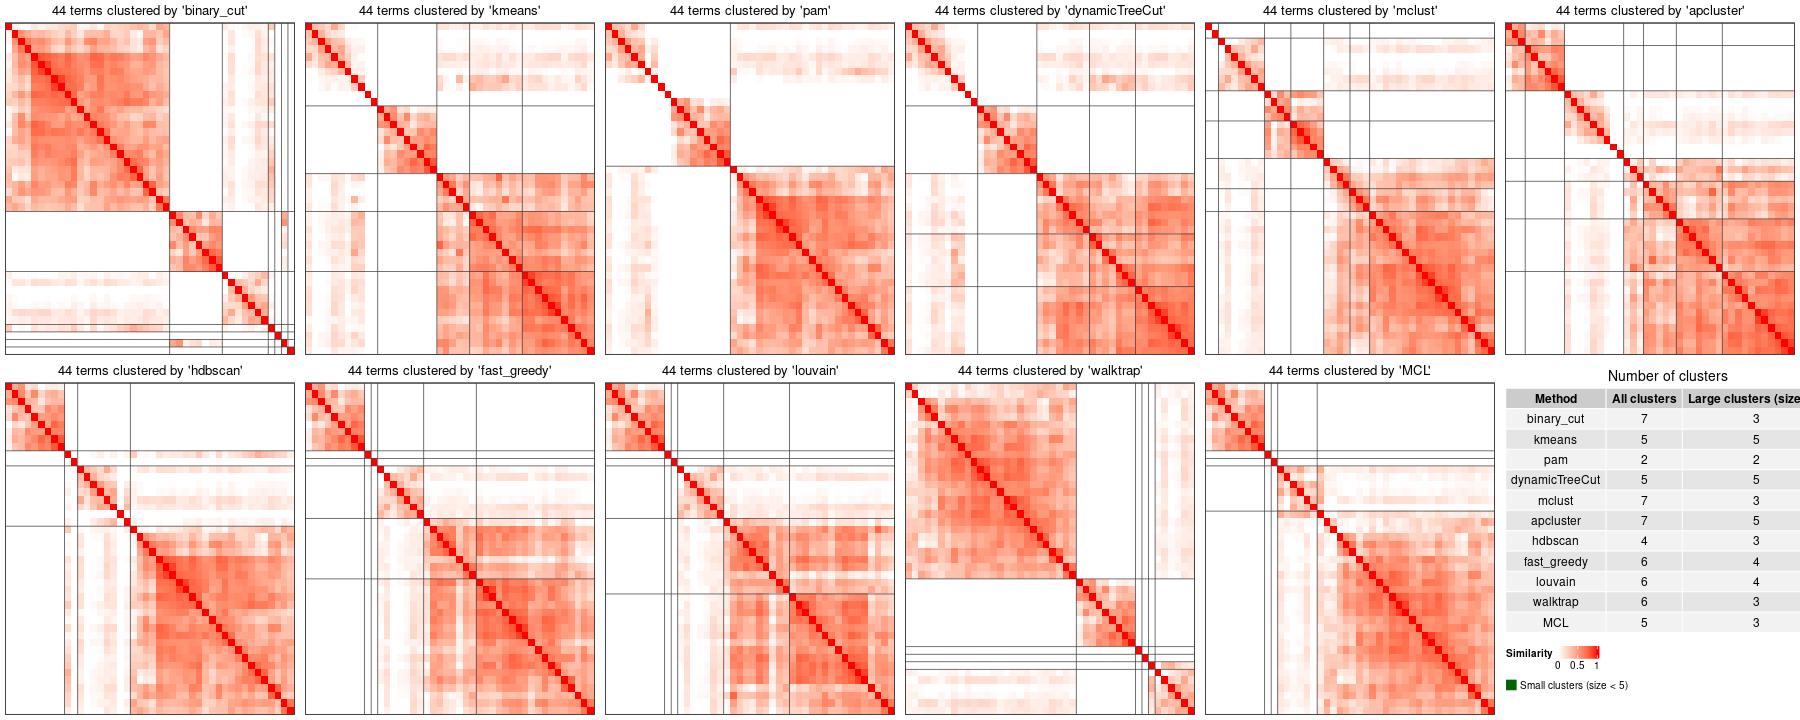 44 terms clustered by 'binary_cut'
44 terms clustered by 'kmeans'
44 terms clustered by 'pam'
44 terms clustered by 'dynamicTreeCut'
44 terms clustered by 'mclust'
44 terms clustered by 'apcluster'
44 terms clustered by 'hdbscan'
44 terms clustered by 'fast_greedy'
44 terms clustered by 'louvain'
44 terms clustered by 'walktrap'
44 terms clustered by 'MCL'
Number of clusters
Method All clusters Large clusters (size
binary_cut 7 3
kmeans 5 5
pam 2 2
dynamicTreeCut 5 5
mclust 7 3
apcluster 7 5
hdbscan 4 3
fast_greedy 6 4
louvain 6 4
walktrap 6 3
MCL 5 3
Similarity
0 0.5 1
Small clusters (size < 5)